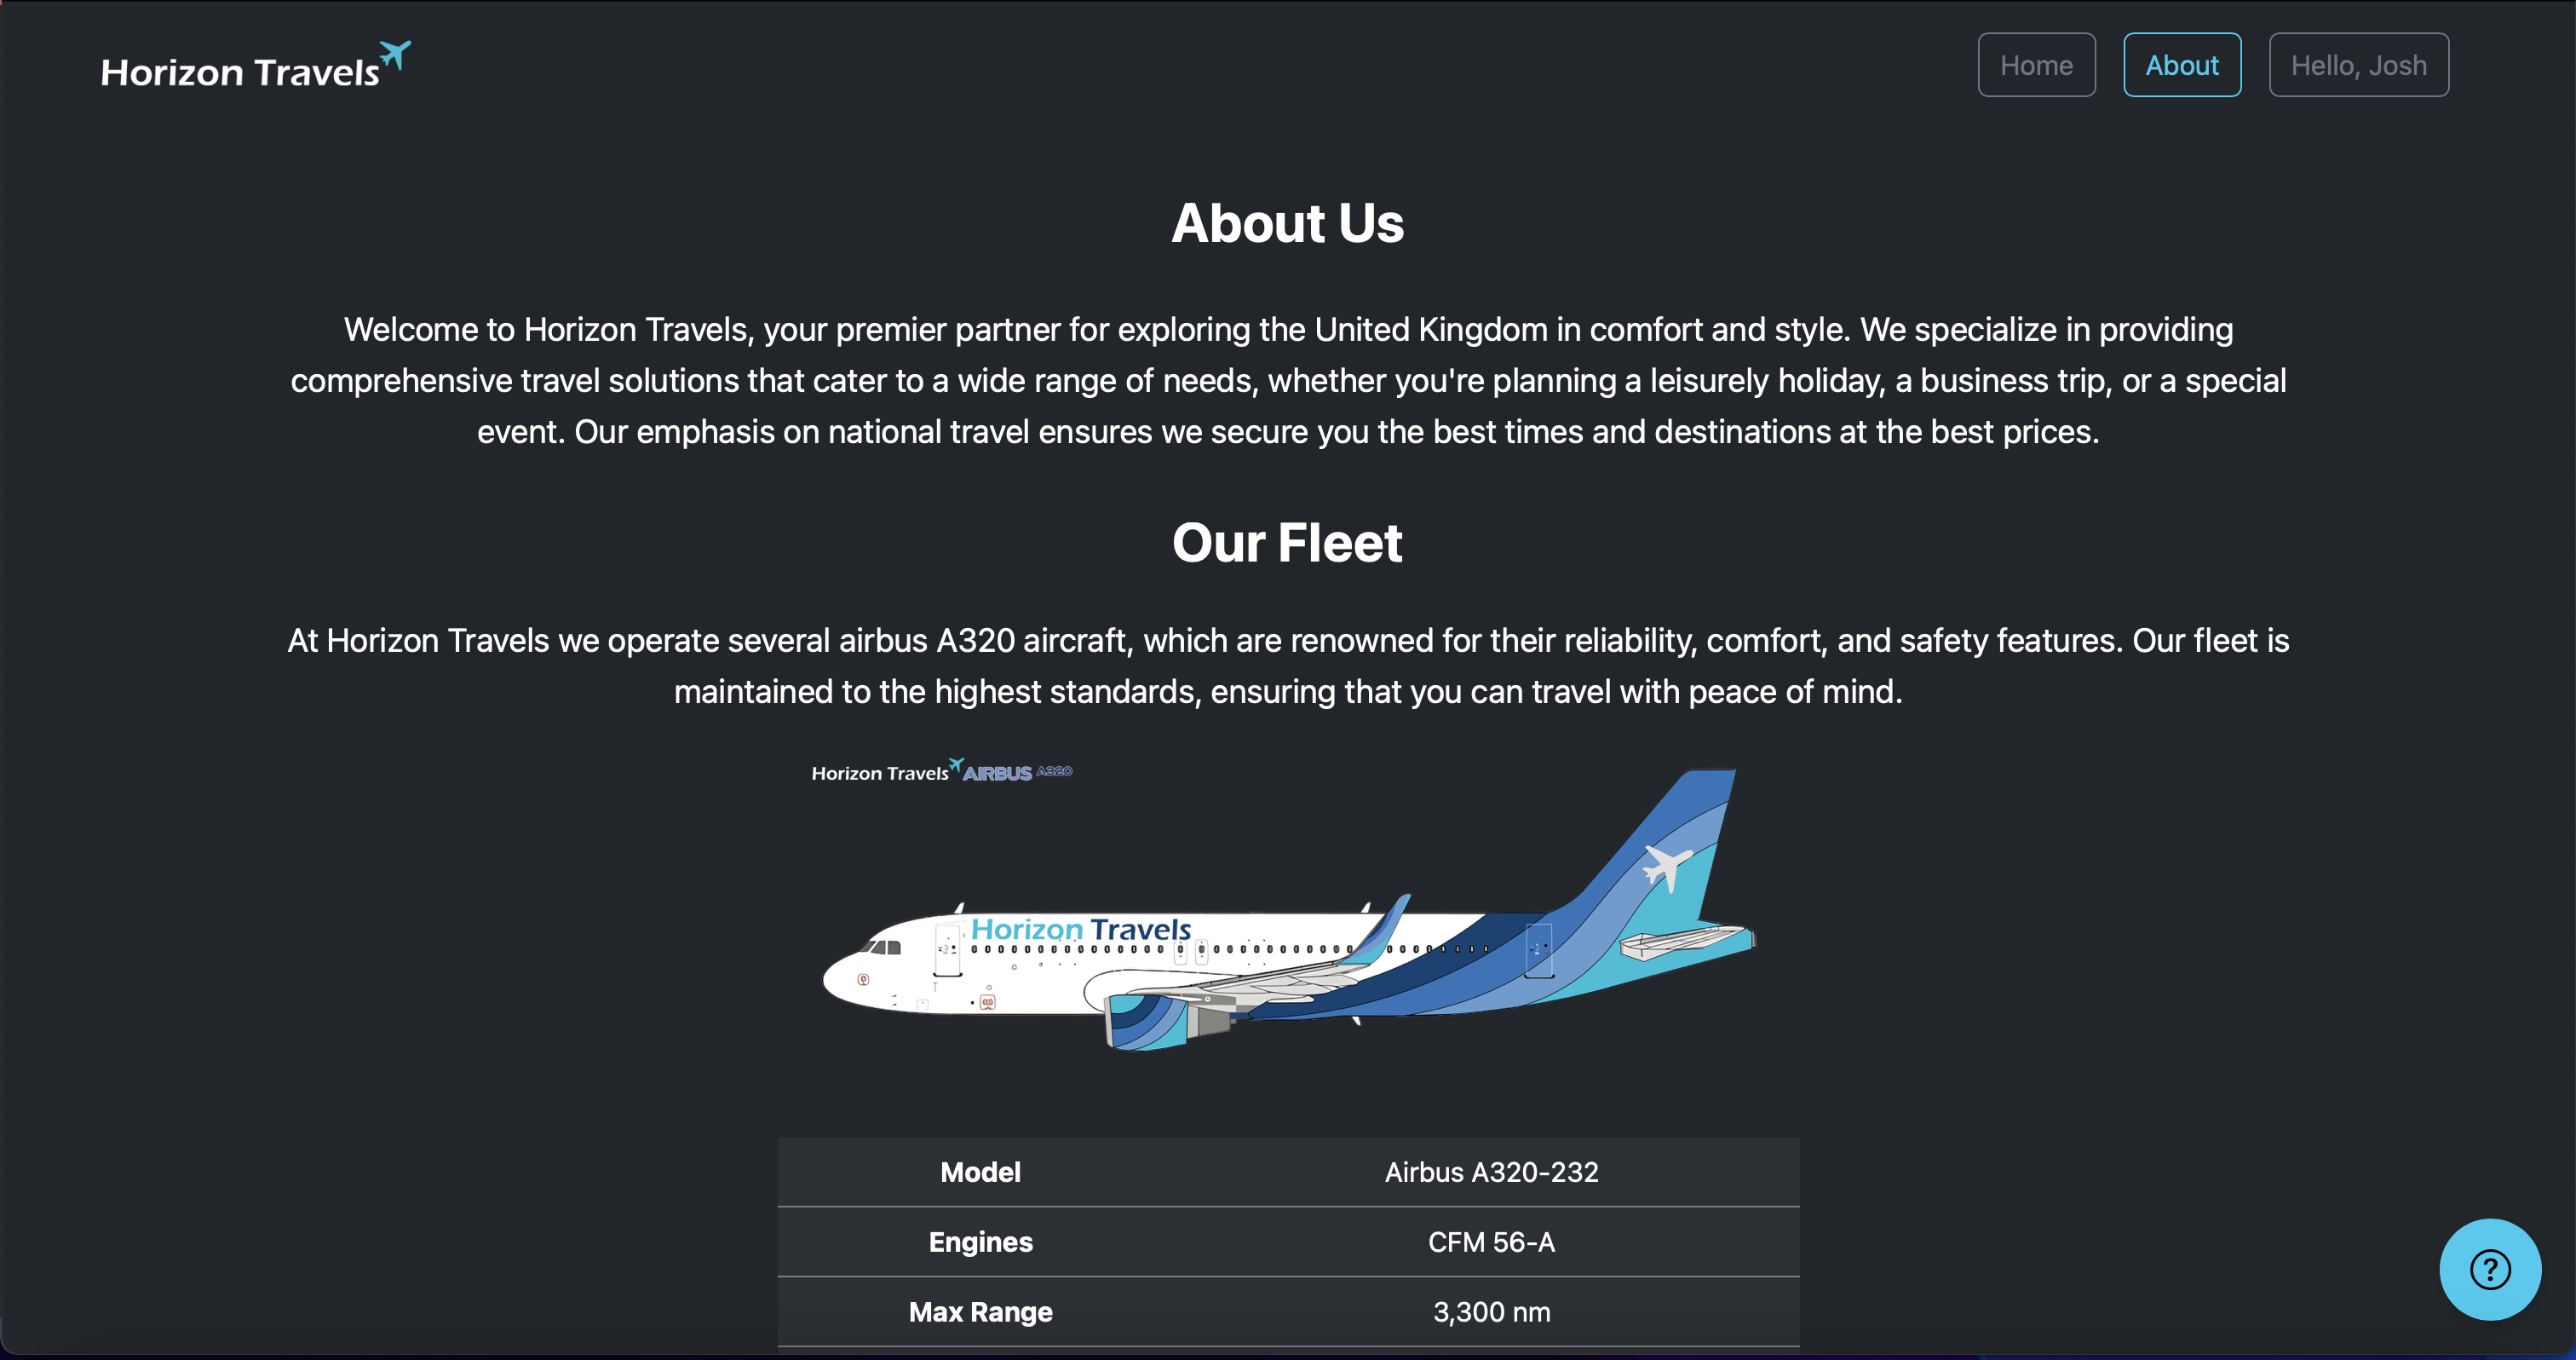 Horizon Travels
Home
About
Hello, Josh
About Us
Welcome to Horizon Travels, your premier partner for exploring the United Kingdom in comfort and style. We specialize in providing
comprehensive travel solutions that cater to a wide range of needs, whether you're planning a leisurely holiday, a business trip, or a special
event. Our emphasis on national travel ensures we secure you the best times and destinations at the best prices.
Our Fleet
At Horizon Travels we operate several airbus A320 aircraft, which are renowned for their reliability, comfort, and safety features. Our fleet is
maintained to the highest standards, ensuring that you can travel with peace of mind.
Horizon Travels AIRBUS A320
Horizon Travels
Model Airbus A320-232
Engines CFM 56-A
Max Range 3,300 nm
?